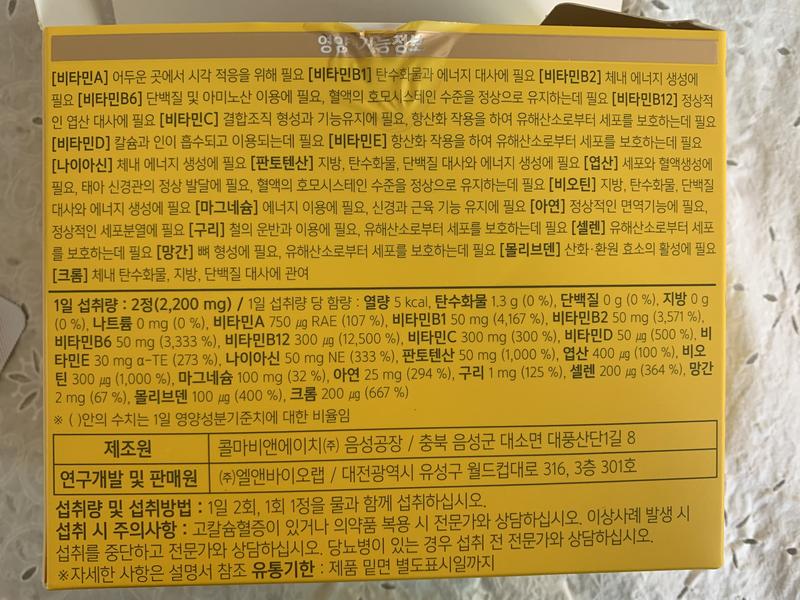 영양·기능정보
[비타민A] 어두운 곳에서 시각 적응을 위해 필요 [비타민B1] 탄수화물과 에너지 대사에 필요 [비타민B2] 체내 에너지 생성에
필요 [비타민B6] 단백질 및 아미노산 이용에 필요, 혈액의 호모시스테인 수준을 정상으로 유지하는데 필요 [비타민B12] 정상적
인 엽산 대사에 필요 [비타민C] 결합조직 형성과 기능유지에 필요, 항산화 작용을 하여 유해산소로부터 세포를 보호하는데 필요
[비타민D] 칼슘과 인이 흡수되고 이용되는데 필요 [비타민E] 항산화 작용을 하여 유해산소로부터 세포를 보호하는데 필요
[나이아신] 체내 에너지 생성에 필요 [판토텐산] 지방, 탄수화물, 단백질 대사와 에너지 생성에 필요 [엽산] 세포와 혈액생성에
필요, 태아 신경관의 정상 발달에 필요, 혈액의 호모시스테인 수준을 정상으로 유지하는데 필요 [비오틴] 지방, 탄수화물, 단백질
대사와 에너지 생성에 필요 [마그네슘] 에너지 이용에 필요, 신경과 근육 기능 유지에 필요 [아연] 정상적인 면역기능에 필요,
정상적인 세포분열에 필요 [구리] 철의 운반과 이용에 필요, 유해산소로부터 세포를 보호하는데 필요 [셀렌] 유해산소로부터 세포
를 보호하는데 필요 [망간] 뼈 형성에 필요, 유해산소로부터 세포를 보호하는데 필요 [몰리브덴] 산화·환원 효소의 활성에 필요
[크롬] 체내 탄수화물, 지방, 단백질 대사에 관여
1일 섭취량 : 2정(2,200 mg) / 1일 섭취량 당 함량 : 열량 5 kcal, 탄수화물 1.3 g (0 %), 단백질 0 g (0 %), 지방 0 g
(0 %), 나트륨 0 mg (0 %), 비타민A 750 ㎍ RAE (107 %), 비타민B1 50 mg (4,167 %), 비타민B2 50 mg (3,571 %),
비타민B6 50 mg (3,333 %), 비타민B12 300 ㎍ (12,500 %), 비타민C 300 mg (300 %), 비타민D 50 ㎍ (500 %), 비
타민E 30 mg α-TE (273 %), 나이아신 50 mg NE (333 %), 판토텐산 50 mg (1,000 %), 엽산 400 ㎍ (100 %), 비오
틴 300 ㎍ (1,000 %), 마그네슘 100 mg (32 %), 아연 25 mg (294 %), 구리 1 mg (125 %), 셀렌 200 ㎍ (364 %), 망간
2 mg (67 %), 몰리브덴 100 ㎍ (400 %), 크롬 200 ㎍ (667 %)
※ ( )안의 수치는 1일 영양성분기준치에 대한 비율임
제조원 콜마비앤에이치㈜ 음성공장 / 충북 음성군 대소면 대풍산단1길 8
연구개발 및 판매원 ㈜엘앤바이오랩 / 대전광역시 유성구 월드컵대로 316, 3층 301호
섭취량 및 섭취방법 : 1일 2회, 1회 1정을 물과 함께 섭취하십시오.
섭취 시 주의사항 : 고칼슘혈증이 있거나 의약품 복용 시 전문가와 상담하십시오. 이상사례 발생 시
섭취를 중단하고 전문가와 상담하십시오. 당뇨병이 있는 경우 섭취 전 전문가와 상담하십시오.
※자세한 사항은 설명서 참조 유통기한 : 제품 밑면 별도표시일까지